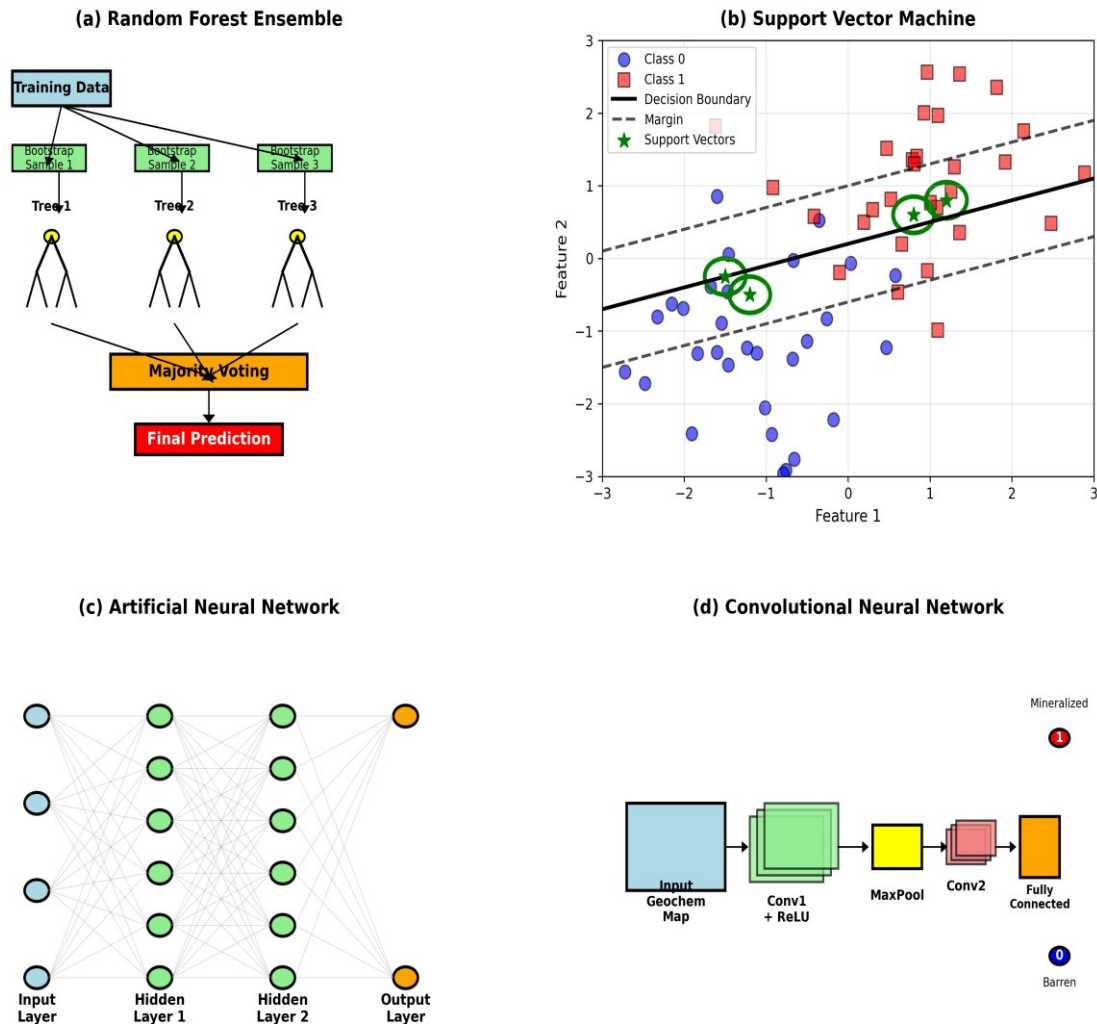 (a) Random Forest Ensemble
Training Data
Bootstrap
Sample 1
Bootstrap
Sample 2
Bootstrap
Sample 3
Tree 1
Tree 2
Tree 3
Majority Voting
Final Prediction
(b) Support Vector Machine
Class 0
Class 1
Decision Boundary
Margin
Support Vectors
Feature 2
3
2
1
0
−1
−2
−3
−3
−2
−1
0
1
2
3
Feature 1
(c) Artificial Neural Network
Input
Layer
Hidden
Layer 1
Hidden
Layer 2
Output
Layer
(d) Convolutional Neural Network
Mineralized
1
Input
Geochem
Map
Conv1
+ ReLU
MaxPool
Conv2
Fully
Connected
0
Barren